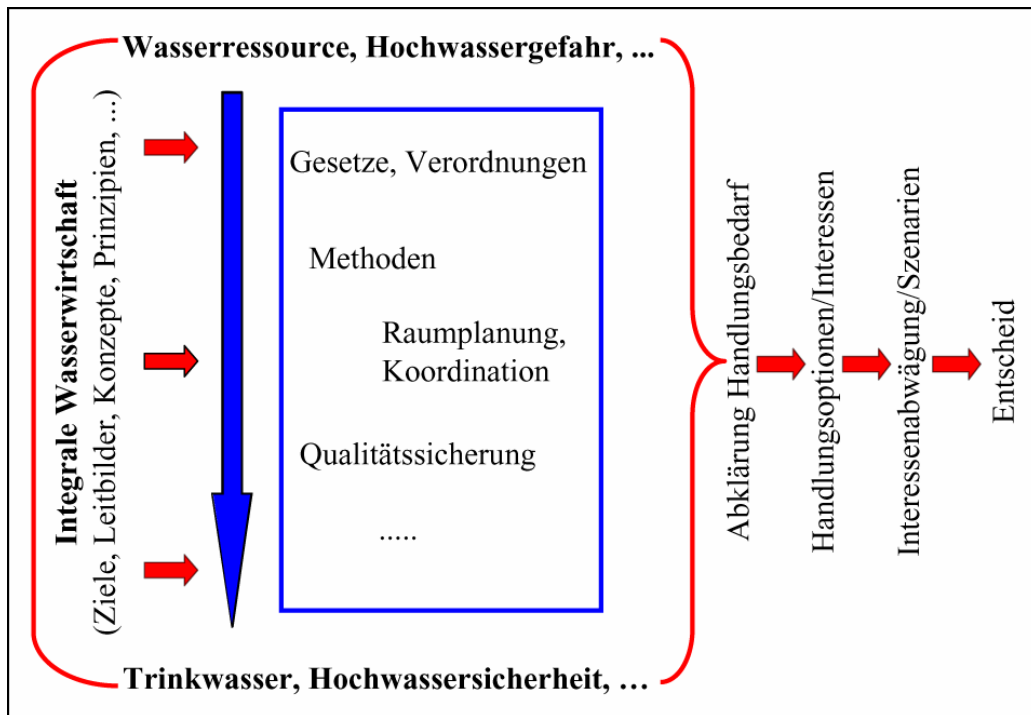 Wasserressource, Hochwassergefahr, ...
Integrale Wasserwirtschaft
(Ziele, Leitbilder, Konzepte, Prinzipien, ...)
Gesetze, Verordnungen
Methoden
Raumplanung,
Koordination
Qualitätssicherung
.....
Trinkwasser, Hochwassersicherheit, …
Abklärung Handlungsbedarf
Handlungsoptionen/Interessen
Interessenabwägung/Szenarien
Entscheid